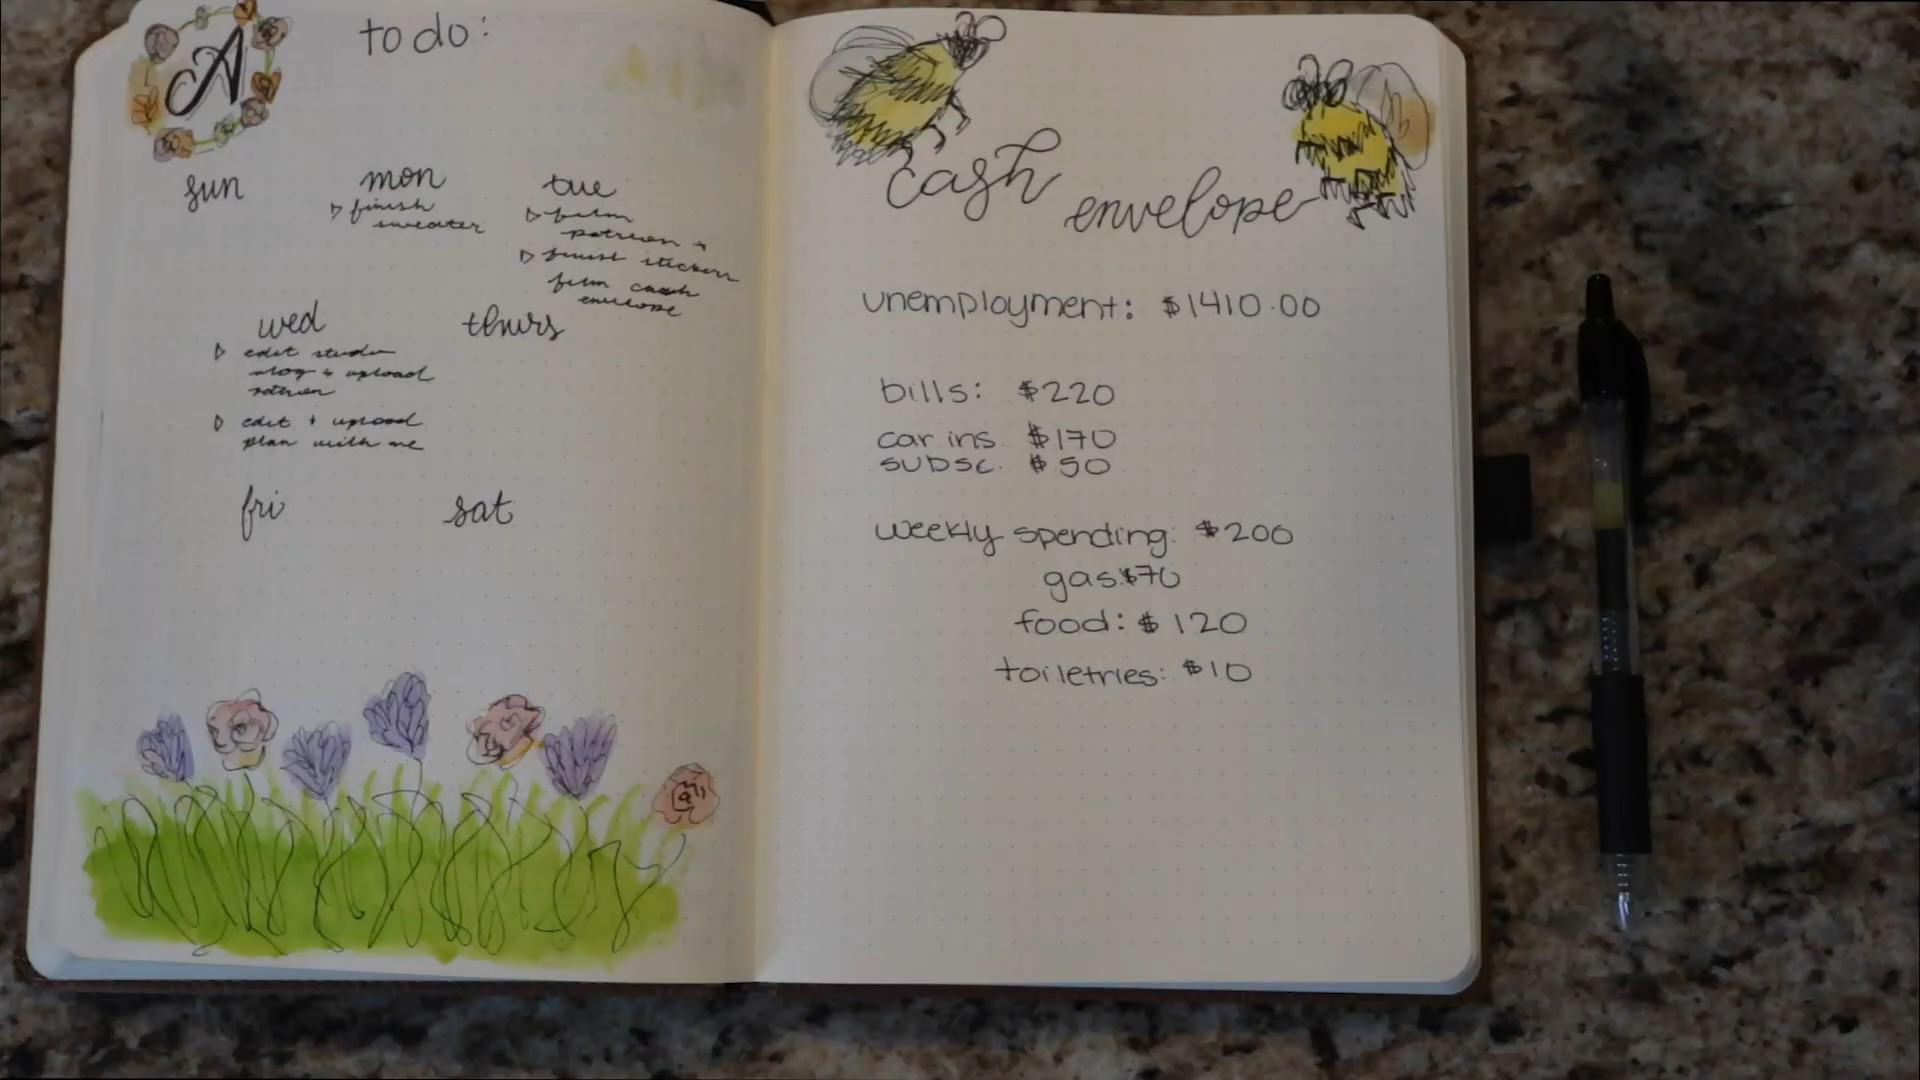 A
to do:
sun
mon
finish
sweater
tue
film
patreon +
finish stickers
film cash
envelope
wed
edit studio
vlog + upload
patreon
edit + upload
plan with me
thurs
fri
sat
cash
envelope
unemployment: $1410.00
bills: $220
car ins. $170
subsc. $50
weekly spending: $200
gas: $70
food: $120
toiletries: $10